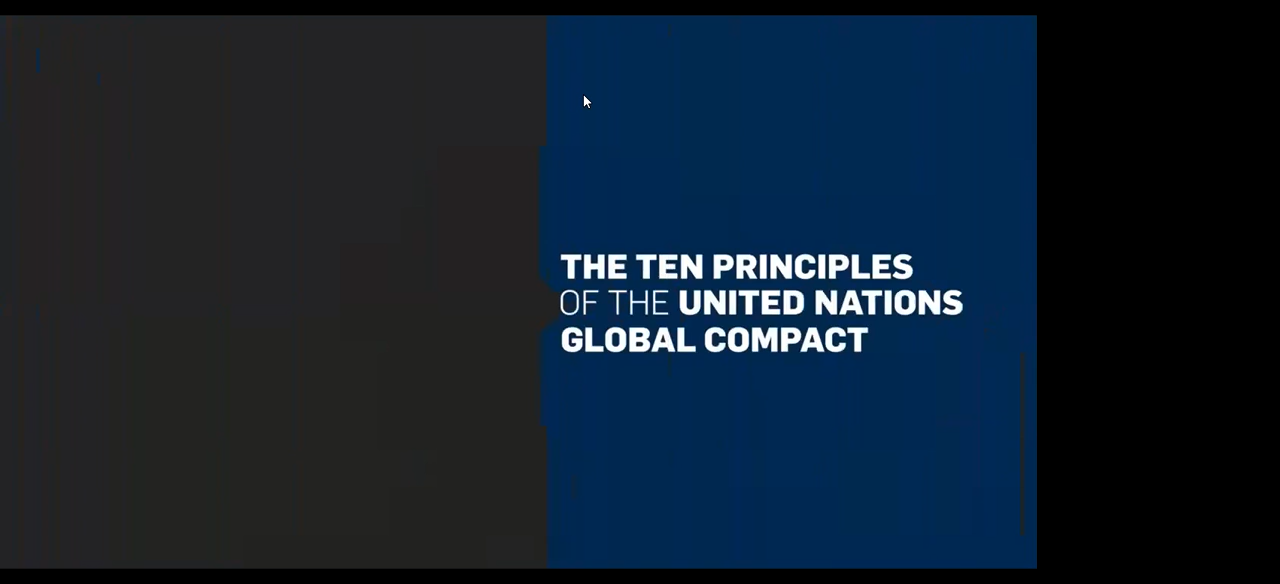 THE TEN PRINCIPLES
OF THE UNITED NATIONS
GLOBAL COMPACT